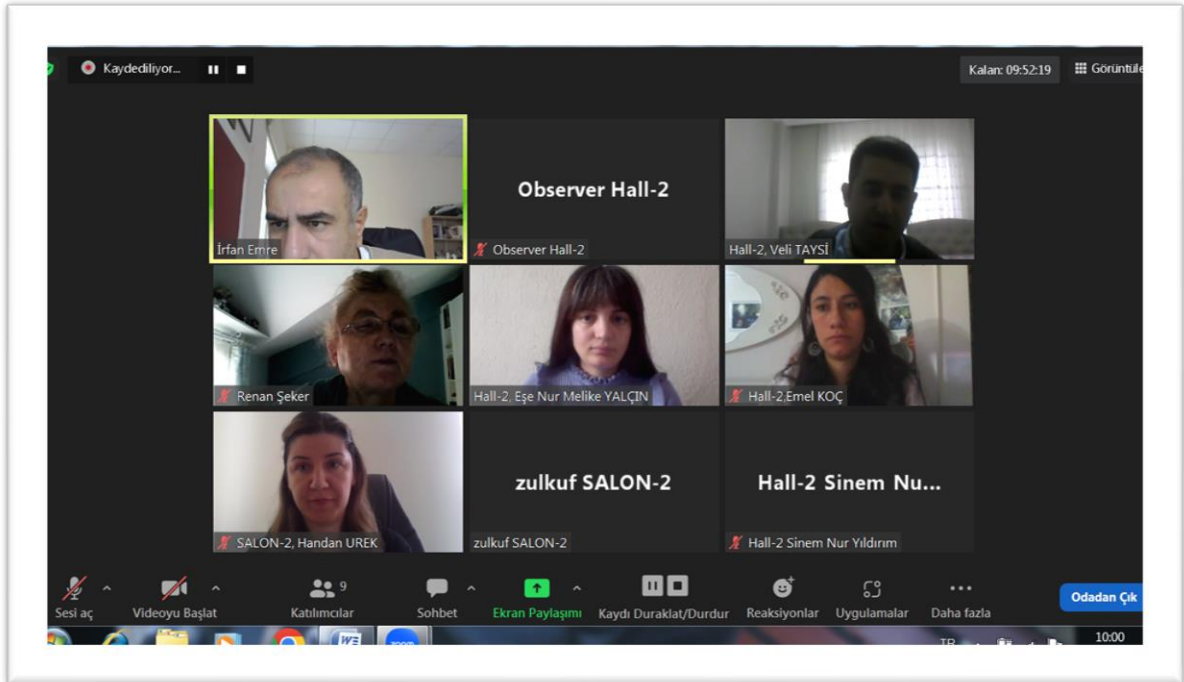 Kaydediliyor...
Kalan: 09:52:19
Görüntüle
İrfan Emre
Observer Hall-2
Observer Hall-2
Hall-2, Veli TAYSİ
Renan Şeker
Hall-2, Eşe Nur Melike YALÇIN
Hall-2,Emel KOÇ
SALON-2, Handan UREK
zulkuf SALON-2
zulkuf SALON-2
Hall-2 Sinem Nu...
Hall-2 Sinem Nur Yıldırım
9
Sesi aç
Videoyu Başlat
Katılımcılar
Sohbet
Ekran Paylaşımı
Kaydı Duraklat/Durdur
Reaksiyonlar
Uygulamalar
Daha fazla
Odadan Çık
zoom
TR
10:00